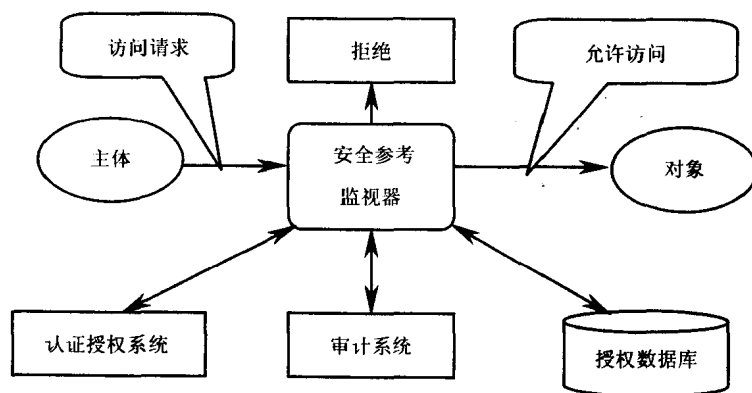 访问请求
拒绝
允许访问
主体
安全参考
监视器
对象
认证授权系统
审计系统
授权数据库